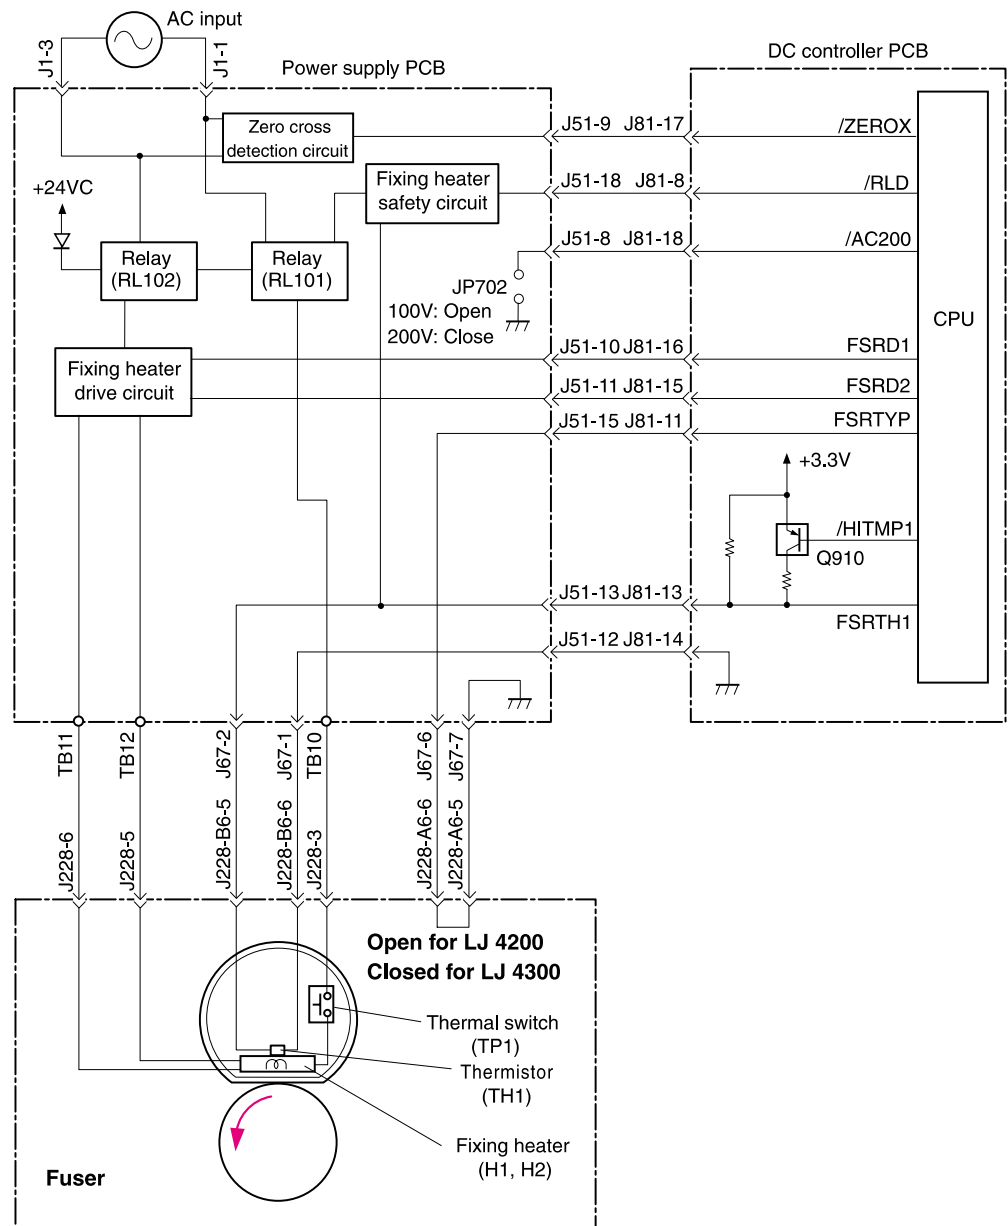 AC input
J1-3
J1-1
Power supply PCB
DC controller PCB
Zero cross
detection circuit
J51-9 J81-17
/ZEROX
Fixing heater
safety circuit
J51-18 J81-8
/RLD
+24VC
J51-8 J81-18
/AC200
Relay
(RL102)
Relay
(RL101)
JP702
100V: Open
200V: Close
CPU
Fixing heater
drive circuit
J51-10 J81-16
FSRD1
J51-11 J81-15
FSRD2
J51-15 J81-11
FSRTYP
+3.3V
/HITMP1
Q910
J51-13 J81-13
FSRTH1
J51-12 J81-14
TB11
TB12
J67-2
J67-1
TB10
J67-6
J67-7
J228-6
J228-5
J228-B6-5
J228-B6-6
J228-3
J228-A6-6
J228-A6-5
Open for LJ 4200
Closed for LJ 4300
Thermal switch
(TP1)
Thermistor
(TH1)
Fixing heater
(H1, H2)
Fuser